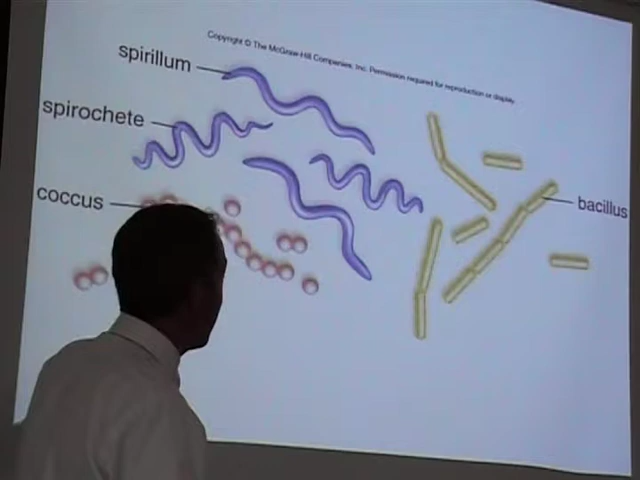 Copyright © The McGraw-Hill Companies, Inc. Permission required for reproduction or display.
spirillum
spirochete
coccus
bacillus